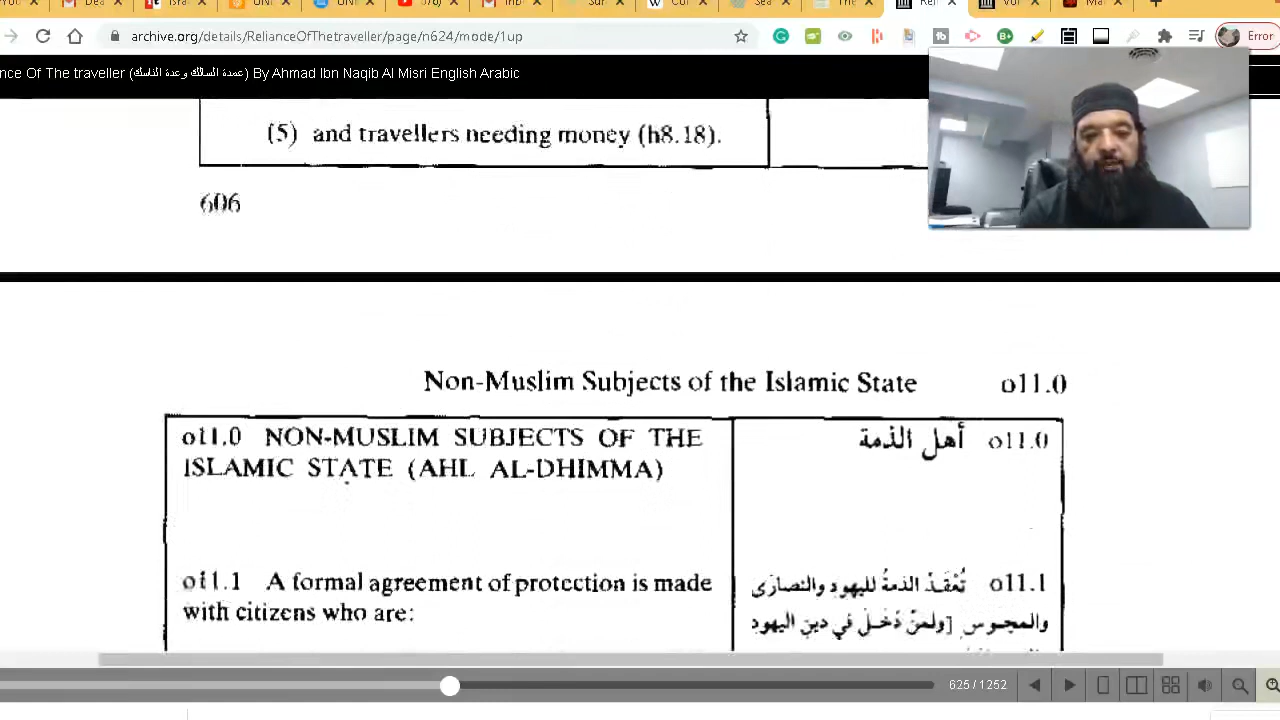 archive.org/details/RelianceOfThetraveller/page/n624/mode/1up
Error
nce Of The traveller (عمدة السالك وعدة الناسك) By Ahmad Ibn Naqib Al Misri English Arabic
(5) and travellers needing money (h8.18).
606
Non-Muslim Subjects of the Islamic State o11.0
o11.0 NON-MUSLIM SUBJECTS OF THE
ISLAMIC STATE (AHL AL-DHIMMA)
o11.0 أهل الذمة
o11.1 A formal agreement of protection is made
with citizens who are:
o11.1 تُعْقَدُ الذمةُ لليهود والنصارَى
والمجوس [ولمنْ دَخَلَ في دينِ اليهود
625 / 1252